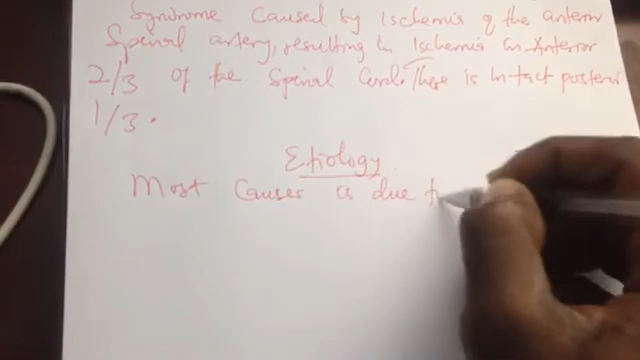 Syndrome Caused by Ischemia of the anterior
Spinal artery, resulting in Ischemia in Anterior
2/3 of the Spinal Cord. There is intact posterior
1/3.
Etiology
Most Causes is due t